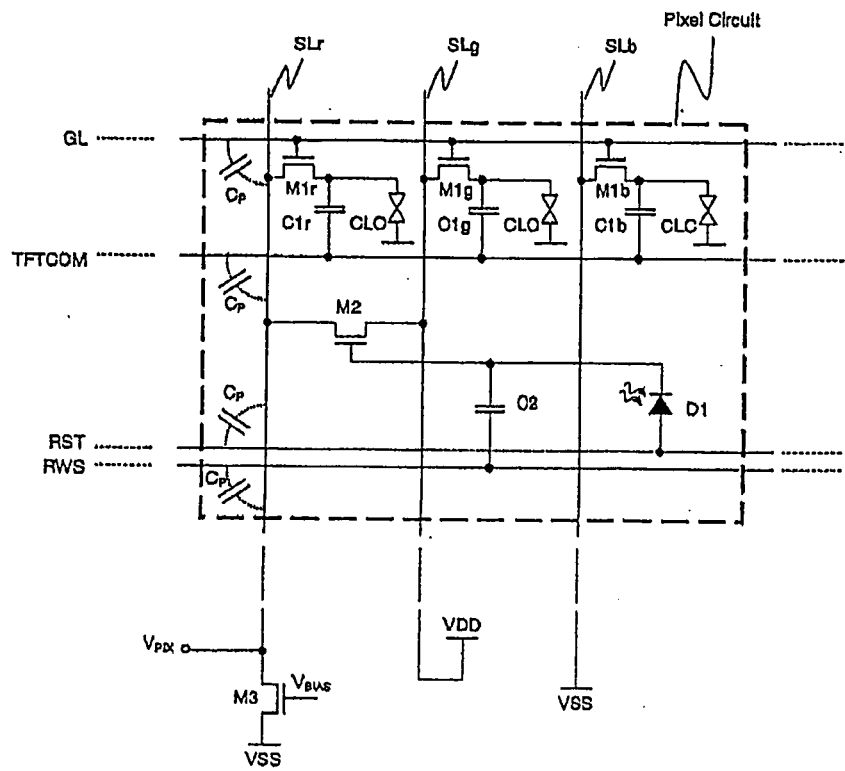 Pixel Circuit
SLr
SLg
SLb
GL
CP
M1r
M1g
M1b
C1r
CLO
O1g
CLO
C1b
CLC
TFTCOM
CP
M2
CP
O2
D1
RST
RWS
CP
VPIX
VDD
M3
VBIAS
VSS
VSS